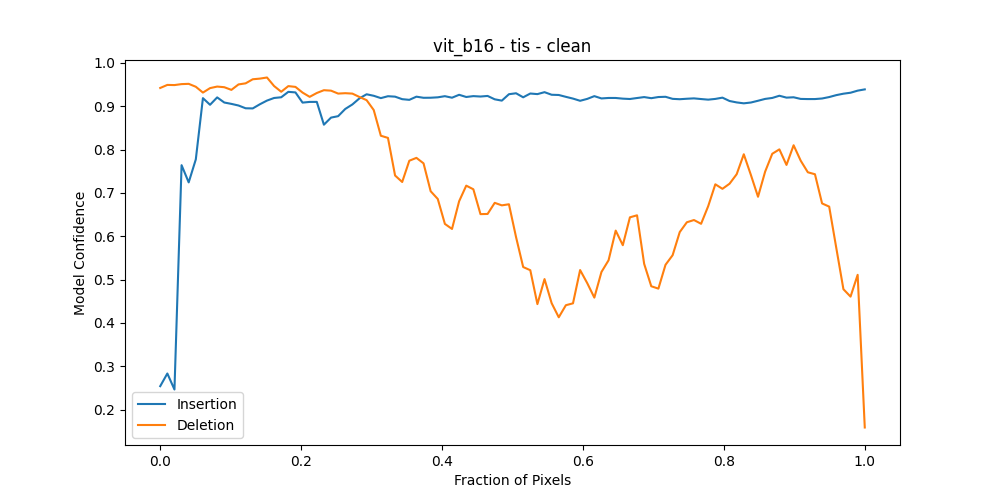 vit_b16 - tis - clean
1.0
0.9
0.8
0.7
0.6
0.5
0.4
0.3
0.2
Model Confidence
Insertion
Deletion
0.0 0.2 0.4 0.6 0.8 1.0
Fraction of Pixels